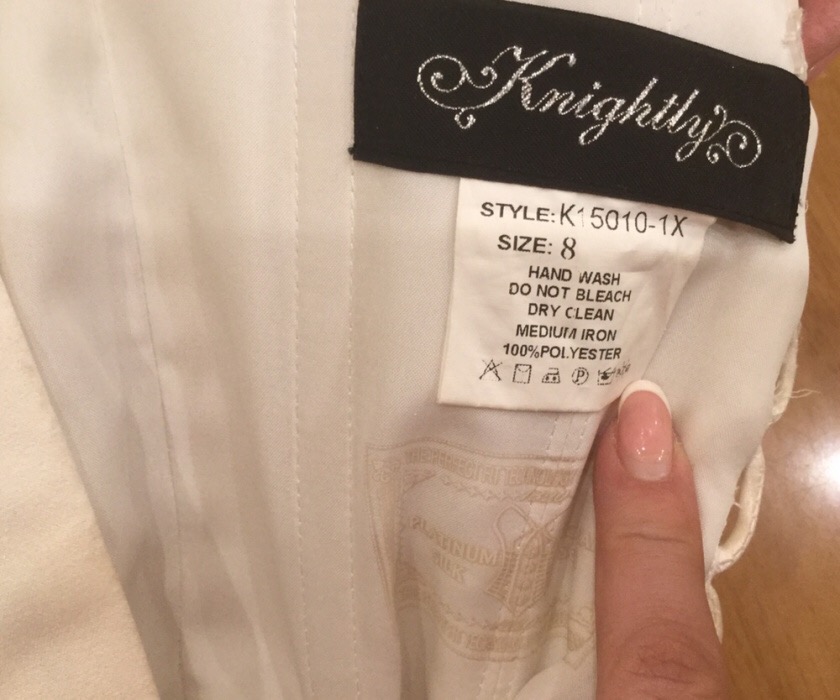 Knightly
STYLE:K15010-1X
SIZE: 8
HAND WASH
DO NOT BLEACH
DRY CLEAN
MEDIUM IRON
100%POLYESTER
P
PLATINUM
SILK